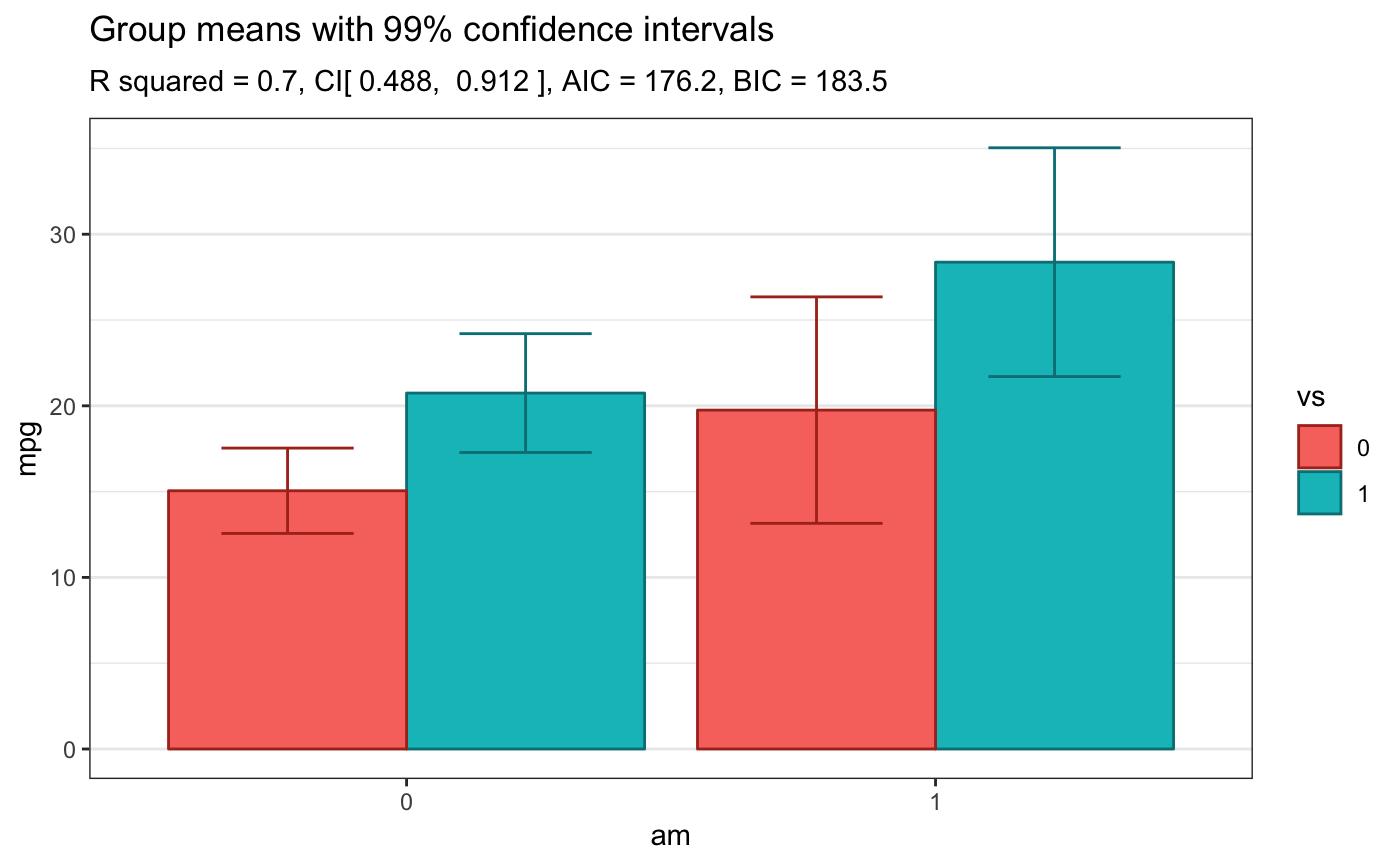 Group means with 99% confidence intervals
R squared = 0.7, CI[ 0.488,  0.912 ], AIC = 176.2, BIC = 183.5
30
20
10
0
mpg
0
1
am
vs
0
1